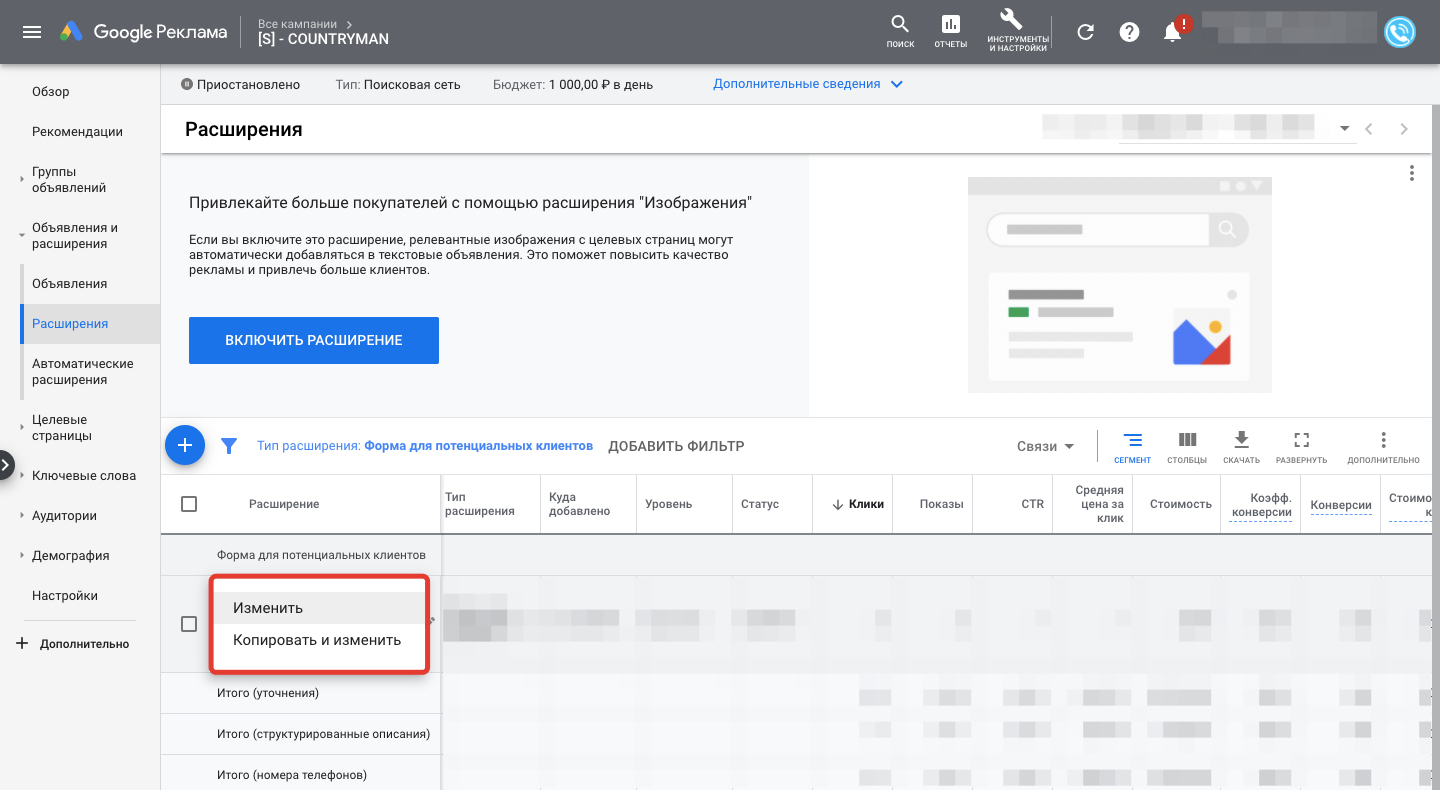 Google Реклама
Все кампании
[S] - COUNTRYMAN
ПОИСК
ОТЧЕТЫ
ИНСТРУМЕНТЫ
И НАСТРОЙКИ
!
Обзор
Рекомендации
Группы
объявлений
Объявления и
расширения
Объявления
Расширения
Автоматические
расширения
Целевые
страницы
Ключевые слова
Аудитории
Демография
Настройки
Дополнительно
Приостановлено
Тип: Поисковая сеть
Бюджет: 1 000,00 ₽ в день
Дополнительные сведения
Расширения
Привлекайте больше покупателей с помощью расширения "Изображения"
Если вы включите это расширение, релевантные изображения с целевых страниц могут
автоматически добавляться в текстовые объявления. Это поможет повысить качество
рекламы и привлечь больше клиентов.
ВКЛЮЧИТЬ РАСШИРЕНИЕ
Тип расширения: Форма для потенциальных клиентов
ДОБАВИТЬ ФИЛЬТР
Связи
СЕГМЕНТ
СТОЛБЦЫ
СКАЧАТЬ
РАЗВЕРНУТЬ
ДОПОЛНИТЕЛЬНО
Расширение
Тип
расширения
Куда
добавлено
Уровень
Статус
Клики
Показы
CTR
Средняя
цена за
клик
Стоимость
Коэфф.
конверсии
Конверсии
Стоимо
к
Форма для потенциальных клиентов
Изменить
Копировать и изменить
Итого (уточнения)
Итого (структурированные описания)
Итого (номера телефонов)